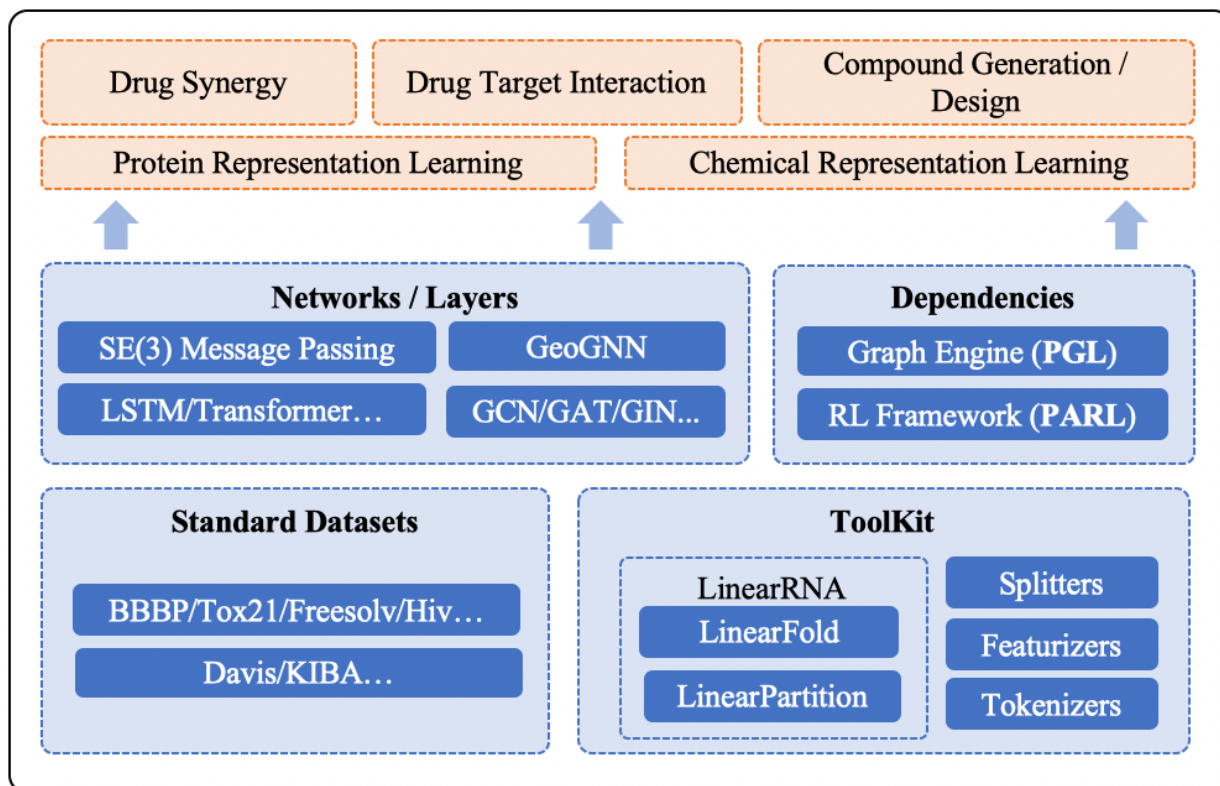 Drug Synergy
Drug Target Interaction
Compound Generation /
Design
Protein Representation Learning
Chemical Representation Learning
Networks / Layers
SE(3) Message Passing
GeoGNN
LSTM/Transformer…
GCN/GAT/GIN...
Dependencies
Graph Engine (PGL)
RL Framework (PARL)
Standard Datasets
BBBP/Tox21/Freesolv/Hiv…
Davis/KIBA…
ToolKit
LinearRNA
LinearFold
LinearPartition
Splitters
Featurizers
Tokenizers